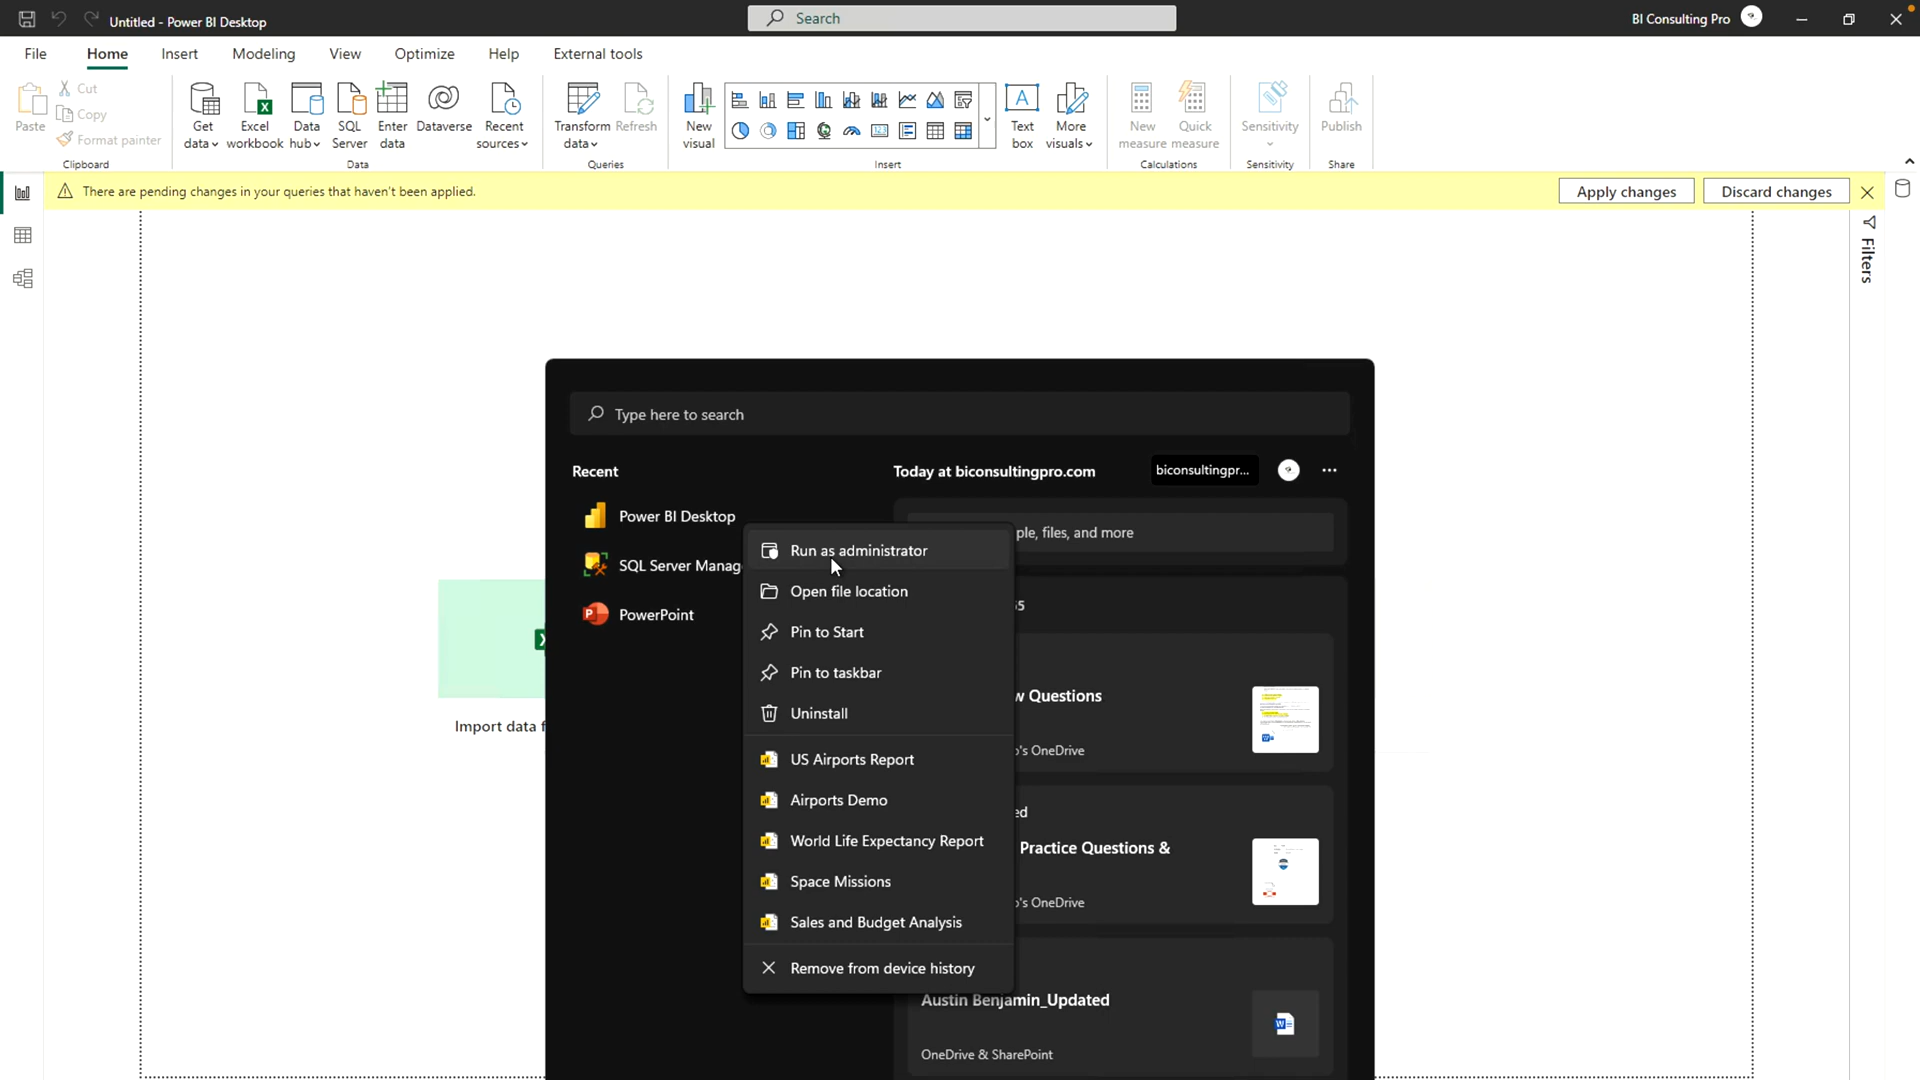 Untitled - Power BI Desktop
Search
BI Consulting Pro
File
Home
Insert
Modeling
View
Optimize
Help
External tools
Paste
Cut
Copy
Format painter
Clipboard
Get data
Excel workbook
Data hub
SQL Server
Enter data
Dataverse
Recent sources
Data
Transform data
Refresh
Queries
New visual
Text box
More visuals
Insert
New measure
Quick measure
Calculations
Sensitivity
Sensitivity
Publish
Share
There are pending changes in your queries that haven't been applied.
Apply changes
Discard changes
Filters
Import data f
Type here to search
Recent
Today at biconsultingpro.com
biconsultingpr...
Power BI Desktop
SQL Server Manag
PowerPoint
ple, files, and more
Run as administrator
Open file location
Pin to Start
Pin to taskbar
Uninstall
US Airports Report
Airports Demo
World Life Expectancy Report
Space Missions
Sales and Budget Analysis
Remove from device history
w Questions
's OneDrive
ed
Practice Questions &
's OneDrive
Austin Benjamin_Updated
OneDrive & SharePoint